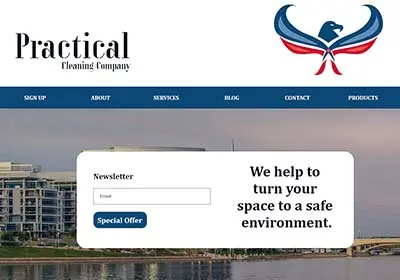 Practical
Cleaning Company
SIGN UP ABOUT SERVICES BLOG CONTACT PRODUCTS
Newsletter
Email
Special Offer
We help to
turn your
space to a safe
environment.